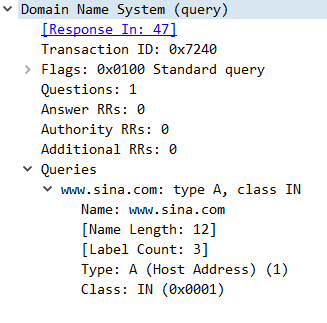 Domain Name System (query)
[Response In: 47]
Transaction ID: 0x7240
Flags: 0x0100 Standard query
Questions: 1
Answer RRs: 0
Authority RRs: 0
Additional RRs: 0
Queries
www.sina.com: type A, class IN
Name: www.sina.com
[Name Length: 12]
[Label Count: 3]
Type: A (Host Address) (1)
Class: IN (0x0001)